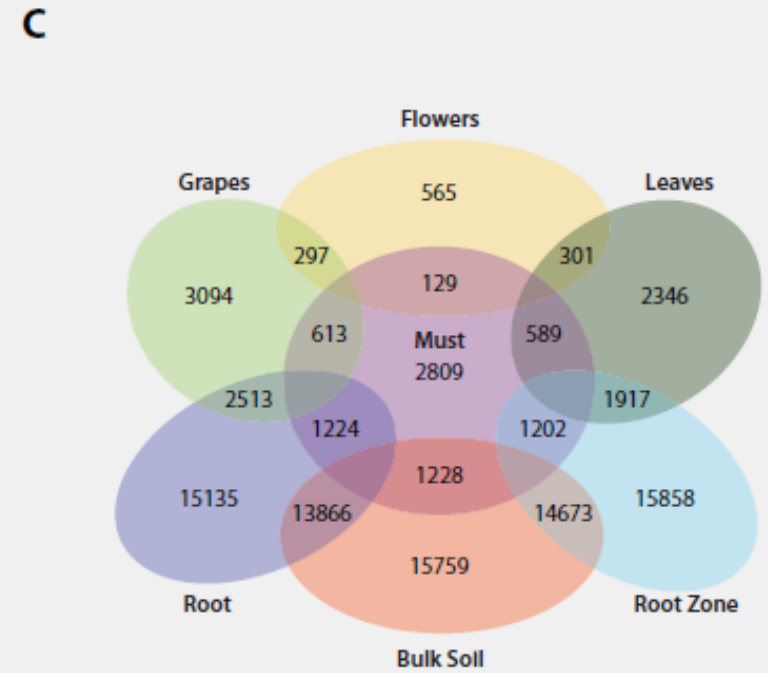 C
Flowers
Grapes
Leaves
565
297
301
129
3094
2346
613
Must
589
2809
2513
1917
1224
1202
1228
15135
13866
14673
15858
15759
Root
Root Zone
Bulk Soil